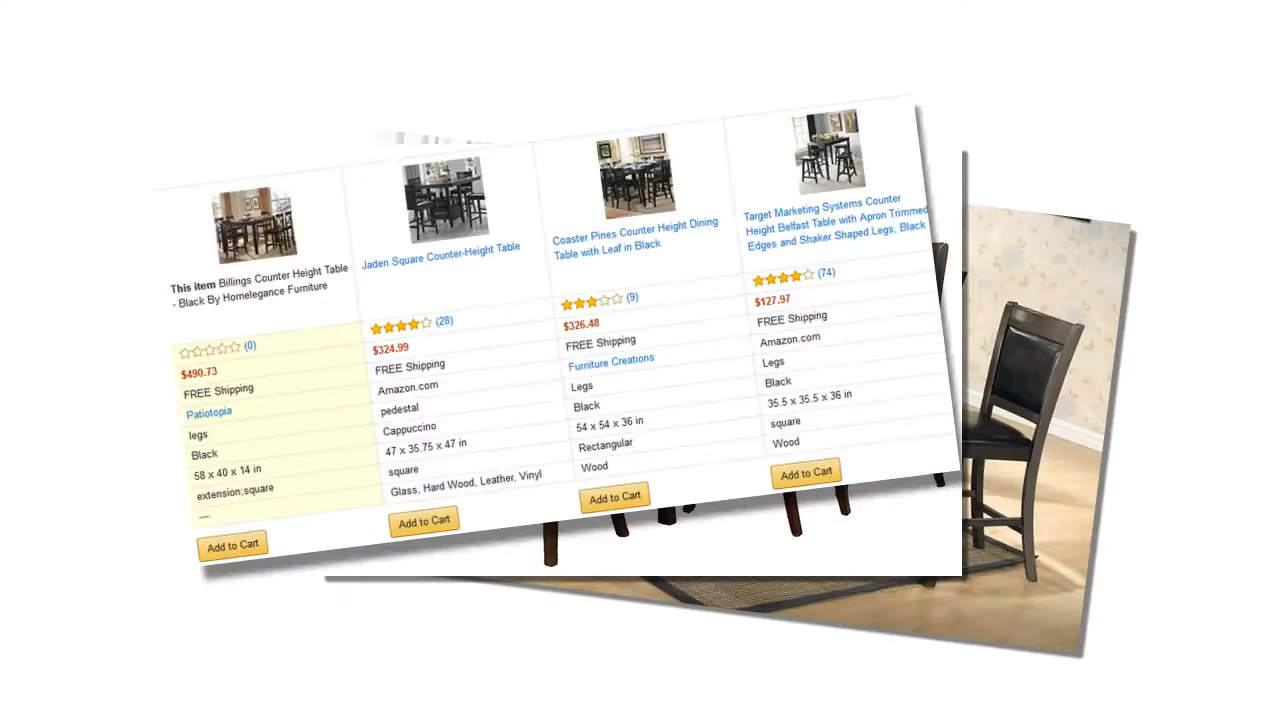 This item Billings Counter Height Table
- Black By Homelegance Furniture
(0)
$490.73
FREE Shipping
Patiotopia
legs
Black
58 x 40 x 14 in
extension;square
—
Add to Cart
Jaden Square Counter-Height Table
(28)
$324.99
FREE Shipping
Amazon.com
pedestal
Cappuccino
47 x 35.75 x 47 in
square
Glass, Hard Wood, Leather, Vinyl
Add to Cart
Coaster Pines Counter Height Dining
Table with Leaf in Black
(9)
$326.48
FREE Shipping
Furniture Creations
Legs
Black
54 x 54 x 36 in
Rectangular
Wood
Add to Cart
Target Marketing Systems Counter
Height Belfast Table with Apron Trimmed
Edges and Shaker Shaped Legs, Black
(74)
$127.97
FREE Shipping
Amazon.com
Legs
Black
35.5 x 35.5 x 36 in
square
Wood
Add to Cart